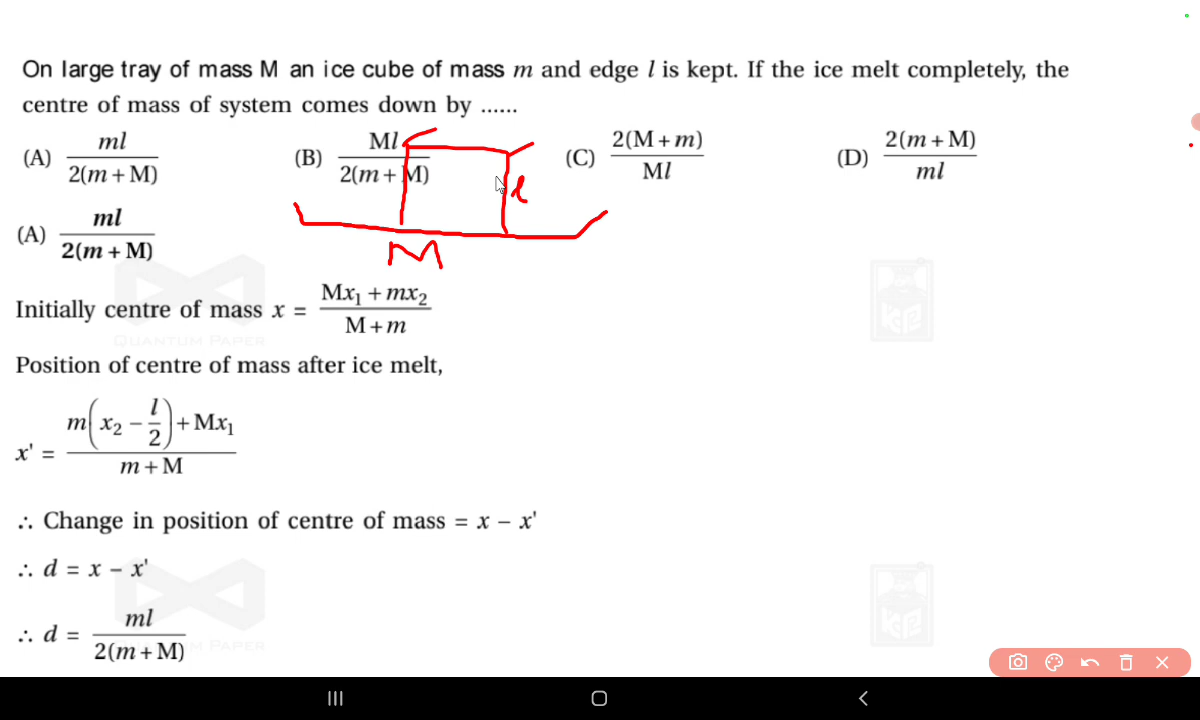 On large tray of mass M an ice cube of mass m and edge l is kept. If the ice melt completely, the
centre of mass of system comes down by ......
(A) ml / 2(m + M) (B) Ml / 2(m + M) (C) 2(M + m) / Ml (D) 2(m + M) / ml
l
(A) ml / 2(m + M)
M
Initially centre of mass x = Mx₁ + mx₂ / M + m
QUANTUM PAPER
Position of centre of mass after ice melt,
x' = m(x₂ − l/2) + Mx₁ / m + M
∴ Change in position of centre of mass = x − x'
∴ d = x − x'
∴ d = ml / 2(m + M)
M PAPER